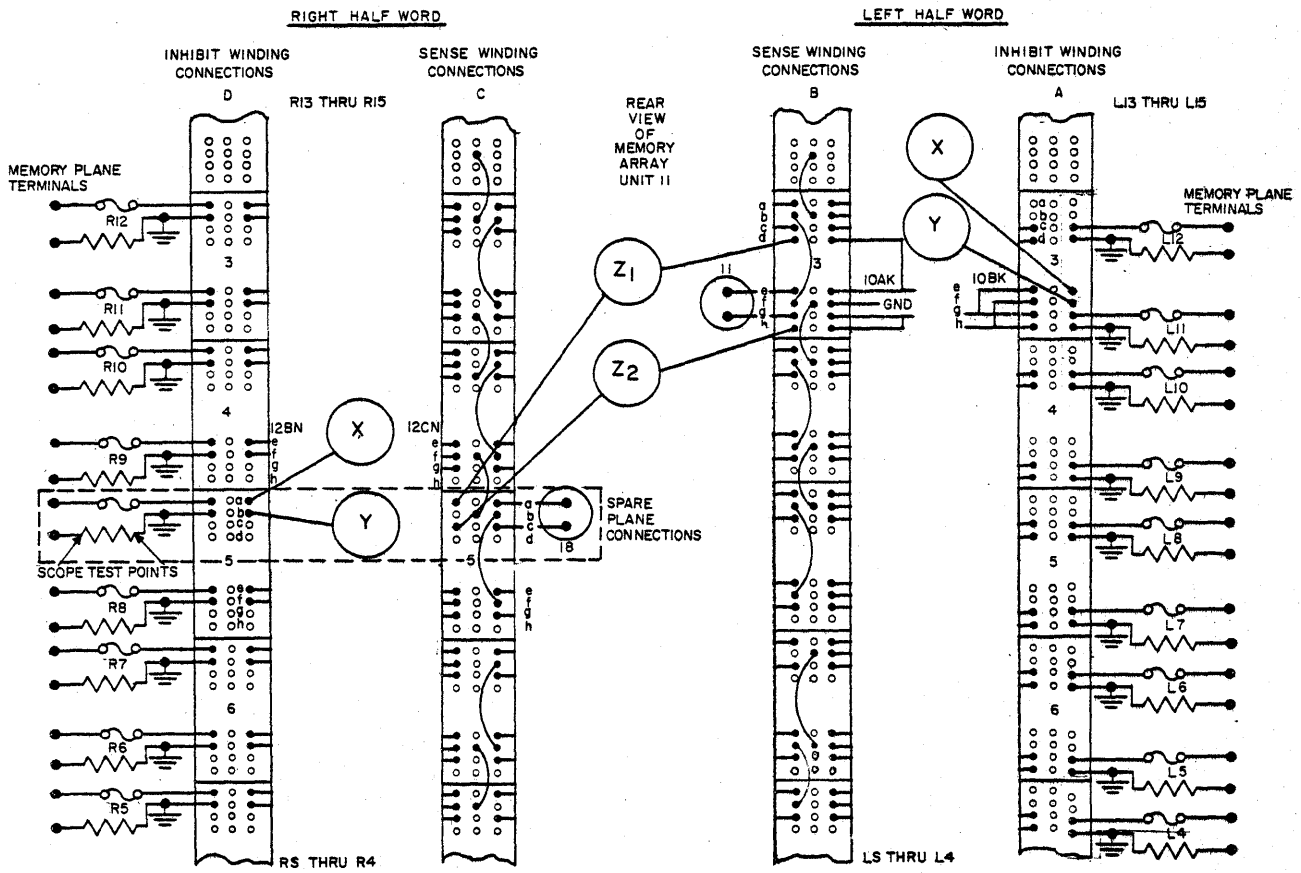 RIGHT HALF WORD
LEFT HALF WORD
INHIBIT WINDING
CONNECTIONS
D
R13 THRU R15
SENSE WINDING
CONNECTIONS
C
REAR
VIEW
OF
MEMORY
ARRAY
UNIT 11
SENSE WINDING
CONNECTIONS
B
INHIBIT WINDING
CONNECTIONS
A
L13 THRU L15
MEMORY PLANE
TERMINALS
MEMORY PLANE
TERMINALS
X
Y
Z1
Z2
X
Y
R12
R11
R10
R9
R8
R7
R6
R5
3
4
5
6
12BN
e
f
g
h
a
b
c
d
e
f
g
h
12CN
e
f
g
h
a
b
c
d
18
SPARE
PLANE
CONNECTIONS
5
e
f
g
h
SCOPE TEST POINTS
a
b
c
d
3
11
e
f
g
h
10AK
GND
10BK
a
b
c
d
3
e
f
g
h
4
5
6
L12
L11
L10
L9
L8
L7
L6
L5
L4
RS THRU R4
LS THRU L4